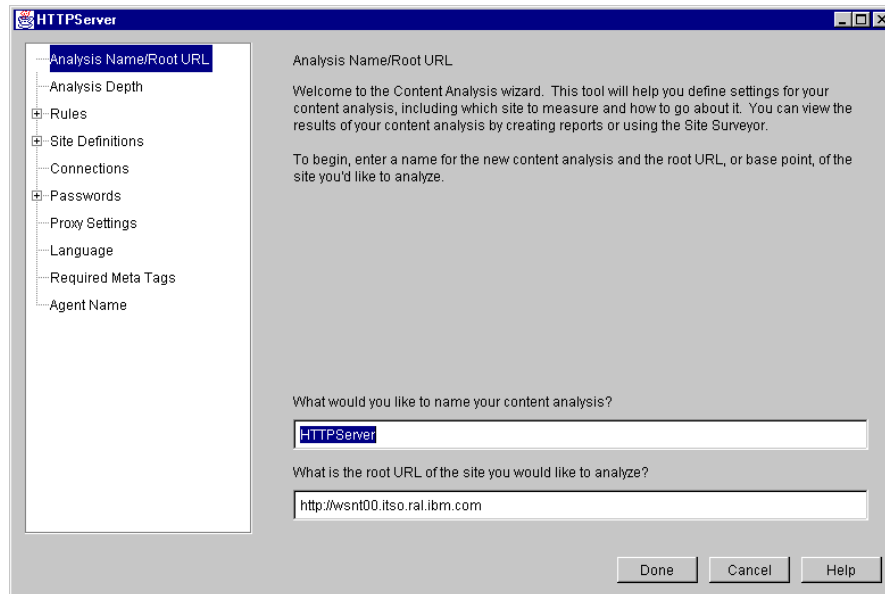 HTTPServer
Analysis Name/Root URL
Analysis Depth
Rules
Site Definitions
Connections
Passwords
Proxy Settings
Language
Required Meta Tags
Agent Name
Analysis Name/Root URL
Welcome to the Content Analysis wizard. This tool will help you define settings for your
content analysis, including which site to measure and how to go about it. You can view the
results of your content analysis by creating reports or using the Site Surveyor.
To begin, enter a name for the new content analysis and the root URL, or base point, of the
site you'd like to analyze.
What would you like to name your content analysis?
HTTPServer
What is the root URL of the site you would like to analyze?
http://wsnt00.itso.ral.ibm.com
Done Cancel Help